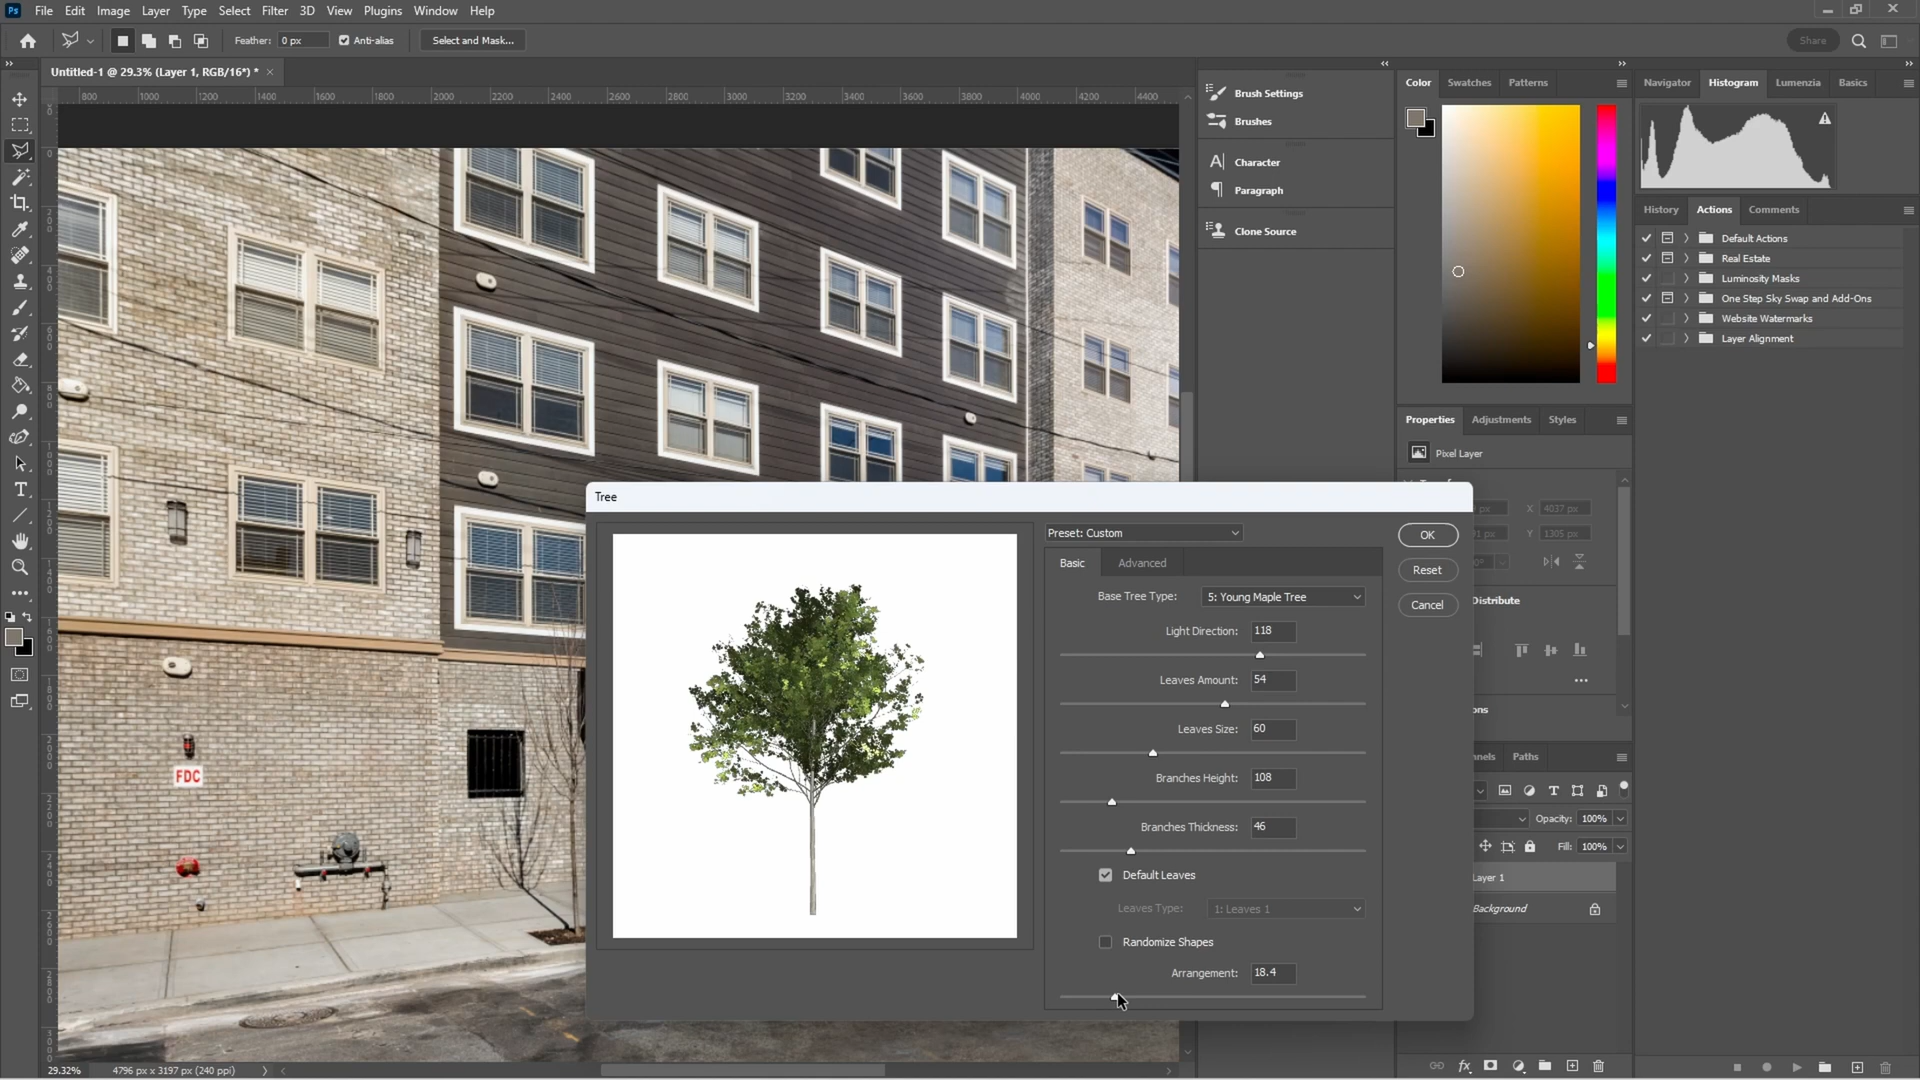 Ps File Edit Image Layer Type Select Filter 3D View Plugins Window Help
Feather: 0 px Anti-alias Select and Mask... Share
Untitled-1 @ 29.3% (Layer 1, RGB/16*) * ×
800 1000 1200 1400 1600 1800 2000 2200 2400 2600 2800 3000 3200 3400 3600 3800 4000 4200 4400
Brush Settings
Brushes
Character
Paragraph
Clone Source
Color Swatches Patterns
Navigator Histogram Lumenzia Basics
History Actions Comments
Default Actions
Real Estate
Luminosity Masks
One Step Sky Swap and Add-Ons
Website Watermarks
Layer Alignment
Properties Adjustments Styles
Pixel Layer
px X 4037 px
px Y 1305 px
Distribute
Paths
Opacity: 100%
Fill: 100%
Layer 1
Background
FDC
Tree
Preset: Custom
OK
Basic Advanced
Reset
Base Tree Type: 5: Young Maple Tree
Cancel
Light Direction: 118
Leaves Amount: 54
Leaves Size: 60
Branches Height: 108
Branches Thickness: 46
Default Leaves
Leaves Type: 1: Leaves 1
Randomize Shapes
Arrangement: 18.4
29.32% 4796 px x 3197 px (240 ppi)